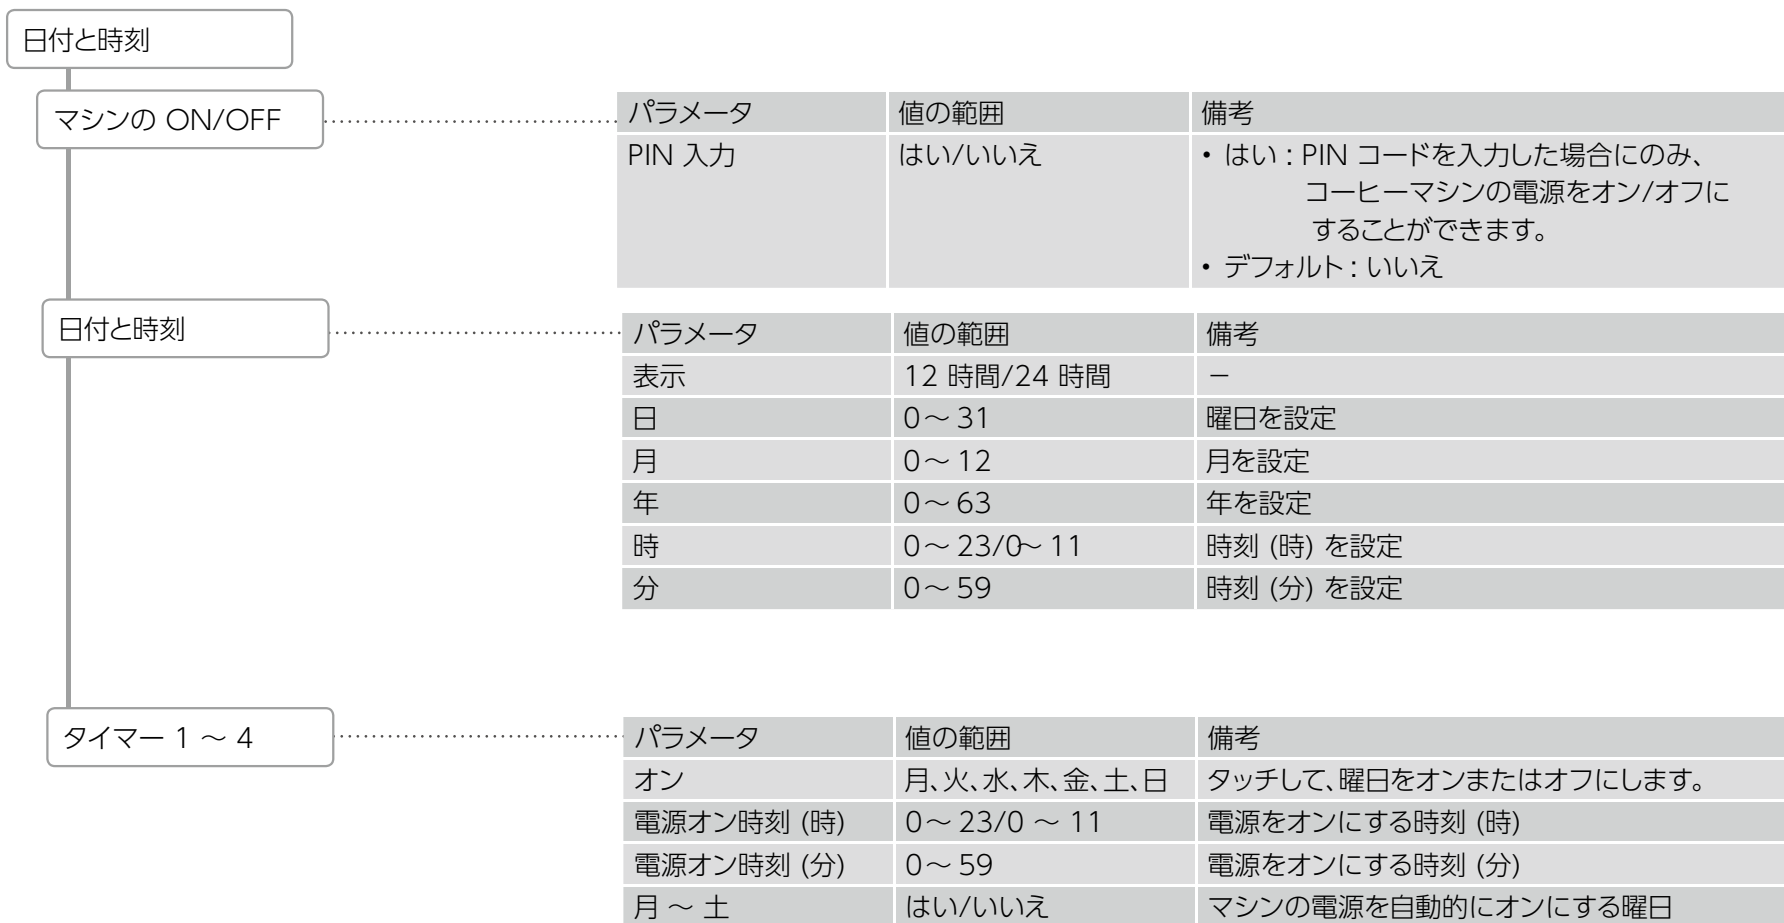 日付と時刻
マシンの ON/OFF
パラメータ 値の範囲 備考
PIN 入力 はい/いいえ ・ はい : PIN コードを入力した場合にのみ、
コーヒーマシンの電源をオン/オフに
することができます。
・ デフォルト : いいえ
日付と時刻
パラメータ 値の範囲 備考
表示 12 時間/24 時間 －
日 0～ 31 曜日を設定
月 0～ 12 月を設定
年 0～ 63 年を設定
時 0～ 23/0～ 11 時刻 (時) を設定
分 0～ 59 時刻 (分) を設定
タイマー 1 ～ 4
パラメータ 値の範囲 備考
オン 月、火、水、木、金、土、日 タッチして、曜日をオンまたはオフにします。
電源オン時刻 (時) 0～ 23/0 ～ 11 電源をオンにする時刻 (時)
電源オン時刻 (分) 0～ 59 電源をオンにする時刻 (分)
月 ～ 土 はい/いいえ マシンの電源を自動的にオンにする曜日